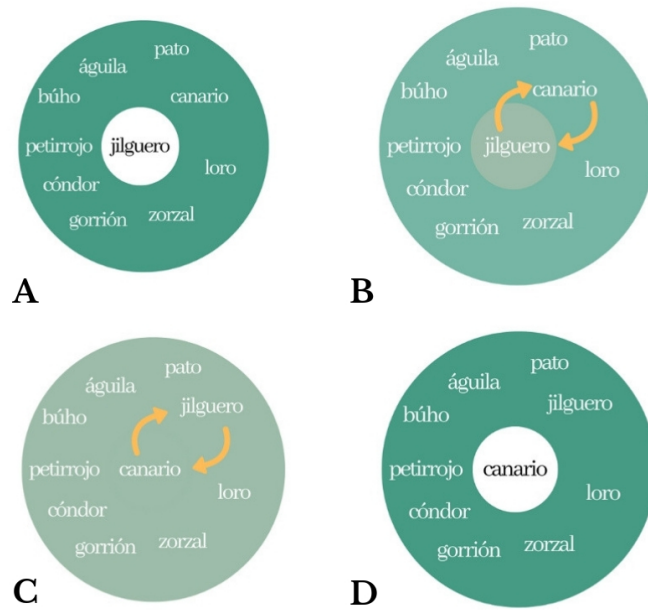 pato
águila
búho
canario
petirrojo
jilguero
loro
cóndor
gorrión
zorzal
A
pato
águila
búho
canario
petirrojo
jilguero
loro
cóndor
gorrión
zorzal
B
pato
águila
búho
jilguero
petirrojo
canario
loro
cóndor
gorrión
zorzal
C
pato
águila
búho
jilguero
petirrojo
canario
loro
cóndor
gorrión
zorzal
D